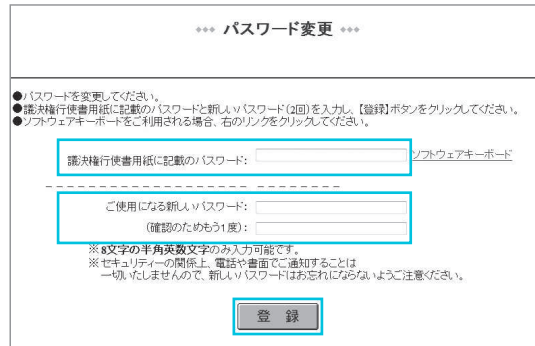 *** パスワード変更 ***
●パスワードを変更してください。
●議決権行使書用紙に記載のパスワードと新しいパスワード(2回)を入力し、【登録】ボタンをクリックしてください。
●ソフトウェアキーボードをご利用される場合、右のリンクをクリックしてください。
議決権行使書用紙に記載のパスワード: ソフトウェアキーボード
ご使用になる新しいパスワード:
(確認のためもう1度):
※8文字の半角英数文字のみ入力可能です。
※セキュリティーの関係上、電話や書面でご通知することは
一切いたしませんので、新しいパスワードはお忘れにならないようご注意ください。
登 録